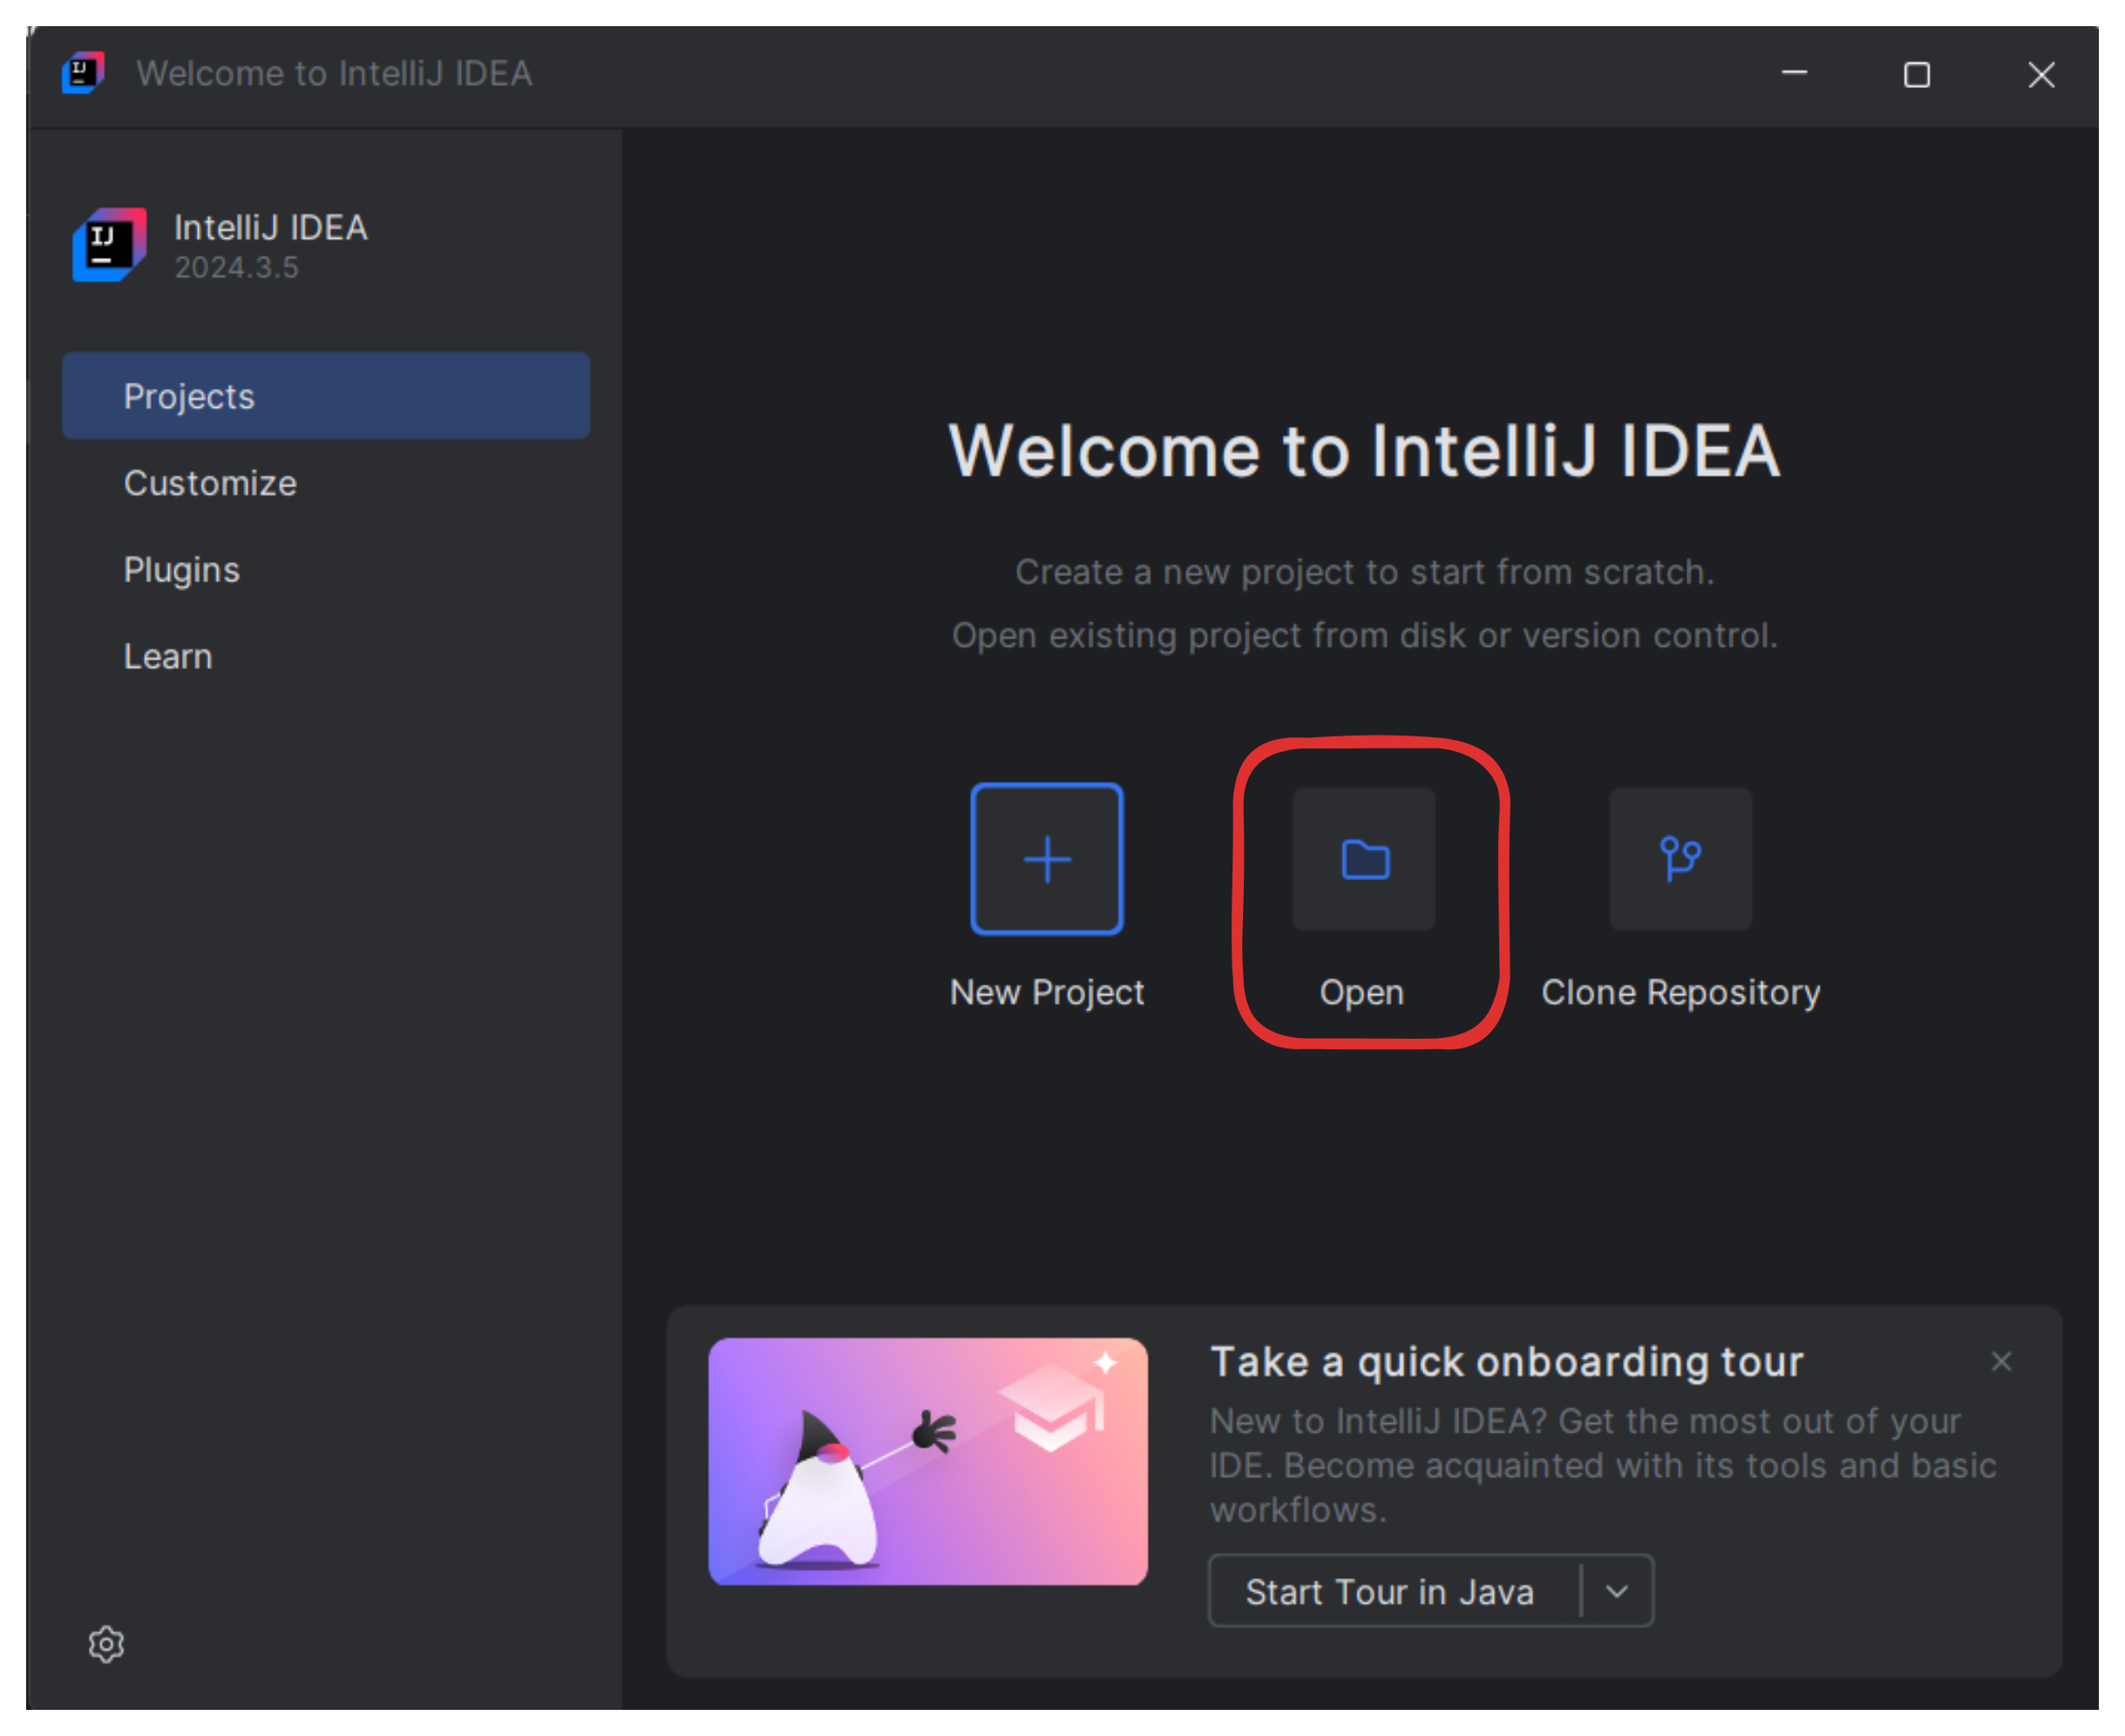 Welcome to IntelliJ IDEA
IJ
IntelliJ IDEA
2024.3.5
Projects
Customize
Plugins
Learn
Welcome to IntelliJ IDEA
Create a new project to start from scratch.
Open existing project from disk or version control.
New Project
Open
Clone Repository
Take a quick onboarding tour
New to IntelliJ IDEA? Get the most out of your
IDE. Become acquainted with its tools and basic
workflows.
Start Tour in Java